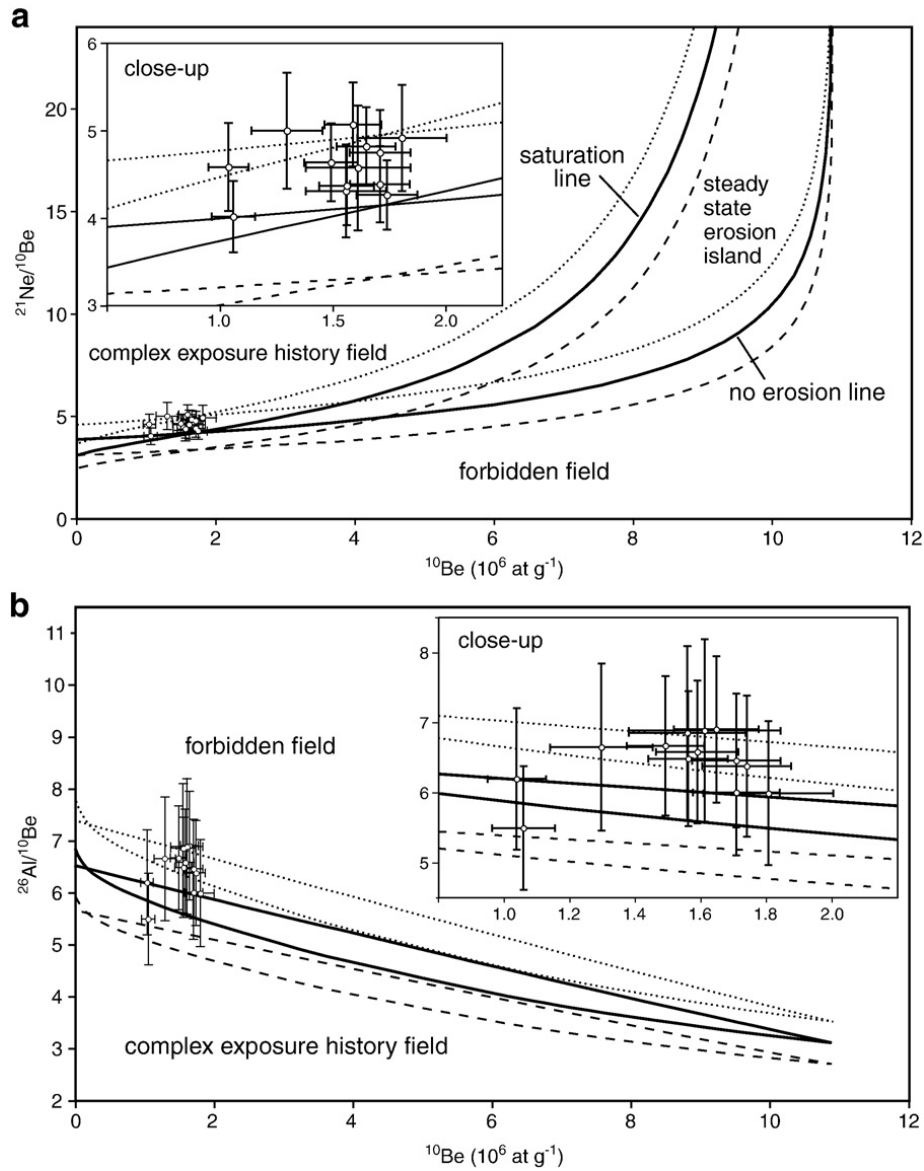 a
20
15
10
5
0
²¹Ne/¹⁰Be
close-up
6
5
4
3
1.0 1.5 2.0
complex exposure history field
saturation
line
steady
state
erosion
island
no erosion line
forbidden field
0 2 4 6 8 10 12
¹⁰Be (10⁶ at g⁻¹)
b
11
10
9
8
7
6
5
4
3
2
²⁶Al/¹⁰Be
forbidden field
close-up
8
7
6
5
1.0 1.2 1.4 1.6 1.8 2.0
complex exposure history field
0 2 4 6 8 10 12
¹⁰Be (10⁶ at g⁻¹)